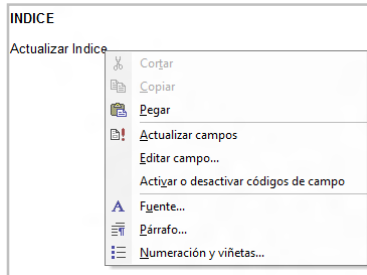 INDICE
Actualizar Indice
Cortar
Copiar
Pegar
Actualizar campos
Editar campo...
Activar o desactivar códigos de campo
Fuente...
Párrafo...
Numeración y viñetas...